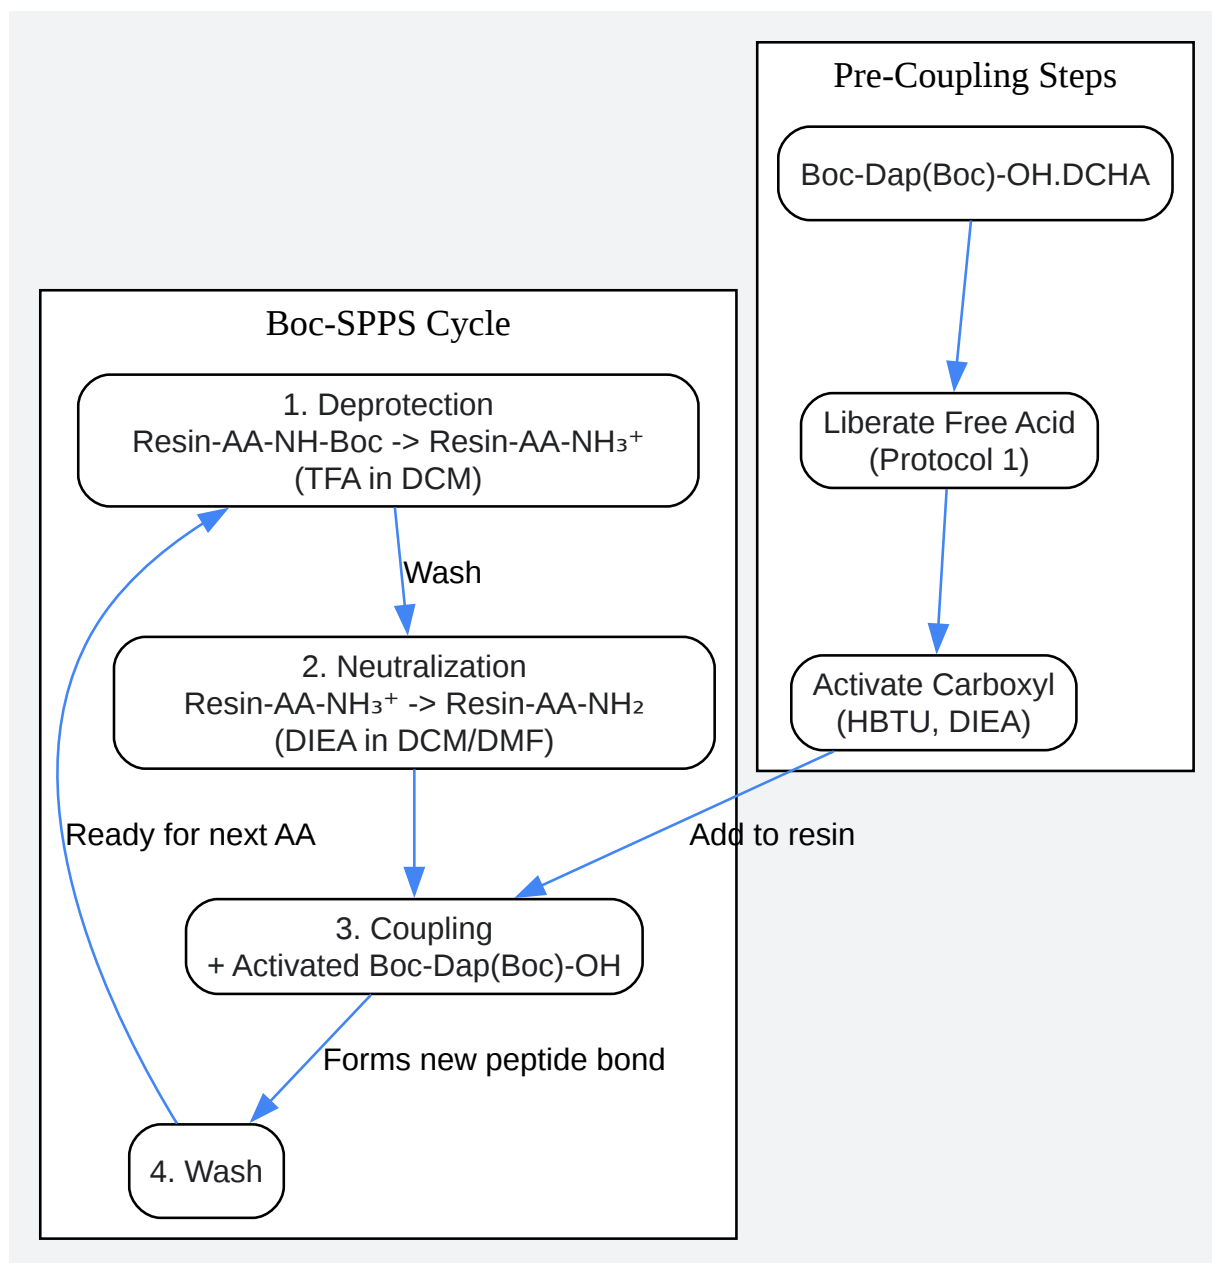 Pre-Coupling Steps
Boc-Dap(Boc)-OH.DCHA
Liberate Free Acid
(Protocol 1)
Activate Carboxyl
(HBTU, DIEA)
Add to resin
Boc-SPPS Cycle
1. Deprotection
Resin-AA-NH-Boc -> Resin-AA-NH₃⁺
(TFA in DCM)
Wash
2. Neutralization
Resin-AA-NH₃⁺ -> Resin-AA-NH₂
(DIEA in DCM/DMF)
Ready for next AA
3. Coupling
+ Activated Boc-Dap(Boc)-OH
Forms new peptide bond
4. Wash